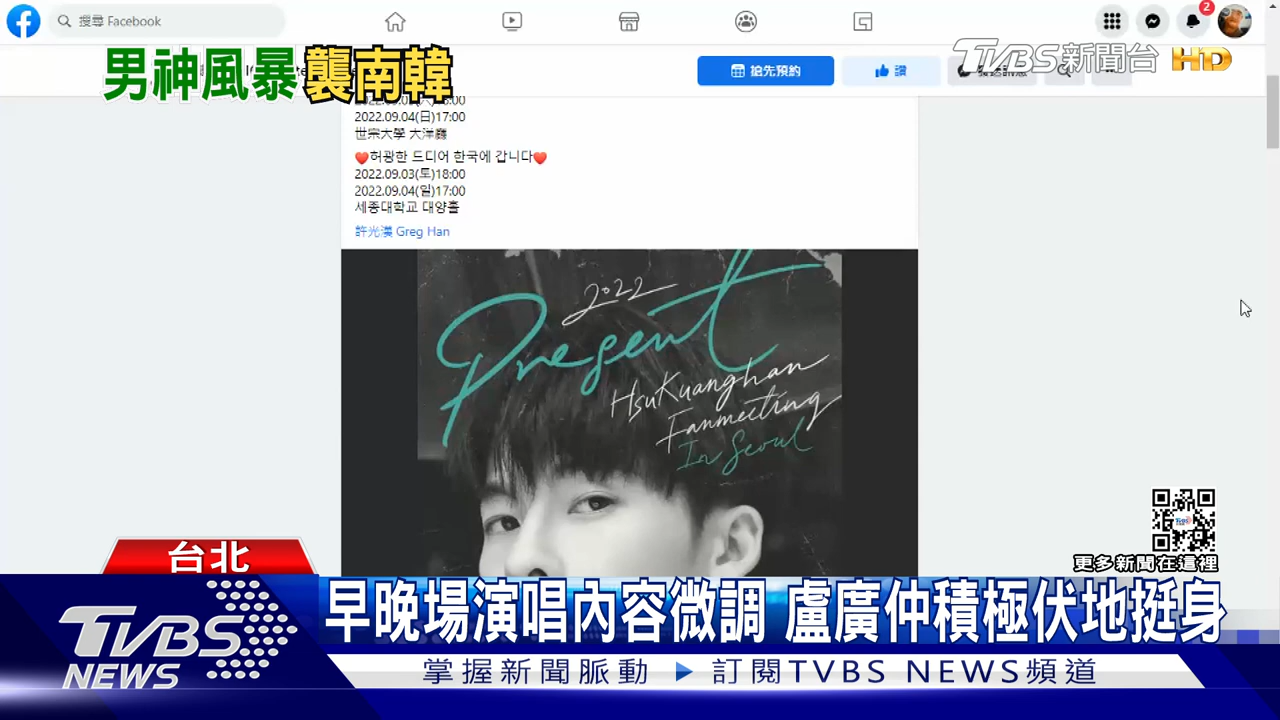 搜尋 Facebook
2
男神風暴 襲南韓
搶先預約
讚
TVBS新聞台 HD
2022.09.04(日)17:00
世宗大學 大洋廳
❤️허광한 드디어 한국에 갑니다❤️
2022.09.03(토)18:00
2022.09.04(일)17:00
세종대학교 대양홀
許光漢 Greg Han
2022
Present
HsuKuanghan
Fanmeeting
In Seoul
更多新聞在這裡
台北
早晚場演唱內容微調 盧廣仲積極伏地挺身
TVBS
NEWS
掌握新聞脈動 ▶ 訂閱TVBS NEWS頻道